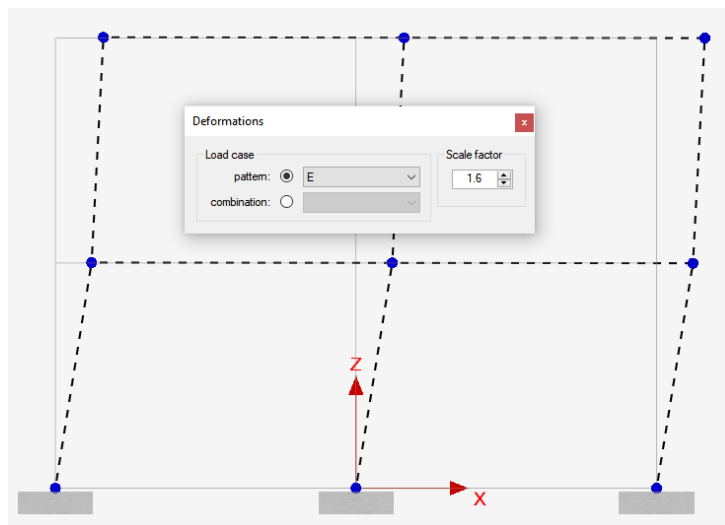 Deformations
x
Load case
Scale factor
pattern: E
1.6
combination:
Z
X